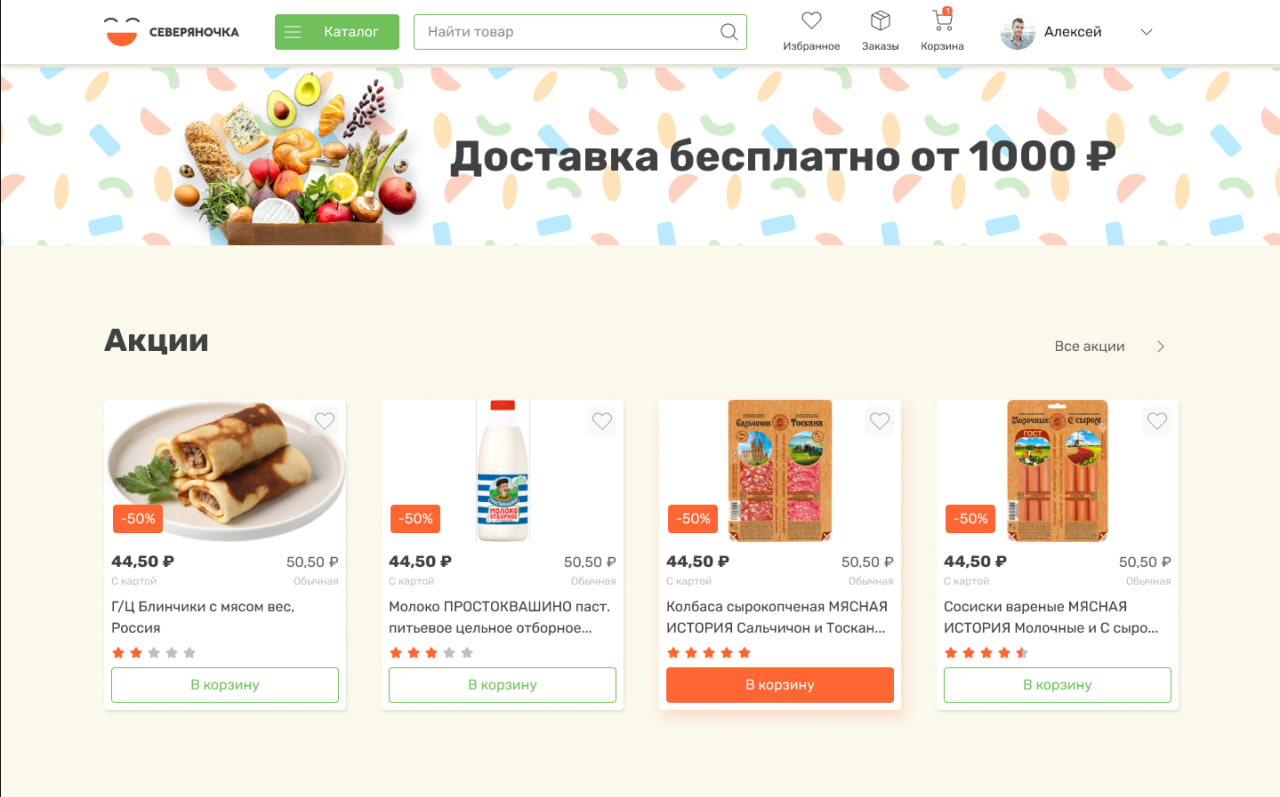 СЕВЕРЯНОЧКА
Каталог
Найти товар
1
Избранное
Заказы
Корзина
Алексей
Доставка бесплатно от 1000 ₽
Акции
Все акции
-50%
44,50 ₽
50,50 ₽
С картой
Обычная
Г/Ц Блинчики с мясом вес,
Россия
В корзину
МОЛОКО
ОТБОРНОЕ
-50%
44,50 ₽
50,50 ₽
С картой
Обычная
Молоко ПРОСТОКВАШИНО паст.
питьевое цельное отборное...
В корзину
Сальчичон
Тоскана
-50%
44,50 ₽
50,50 ₽
С картой
Обычная
Колбаса сырокопченая МЯСНАЯ
ИСТОРИЯ Сальчичон и Тоскан...
В корзину
Молочные
С сыром
ГОСТ
-50%
44,50 ₽
50,50 ₽
С картой
Обычная
Сосиски вареные МЯСНАЯ
ИСТОРИЯ Молочные и С сыро...
В корзину